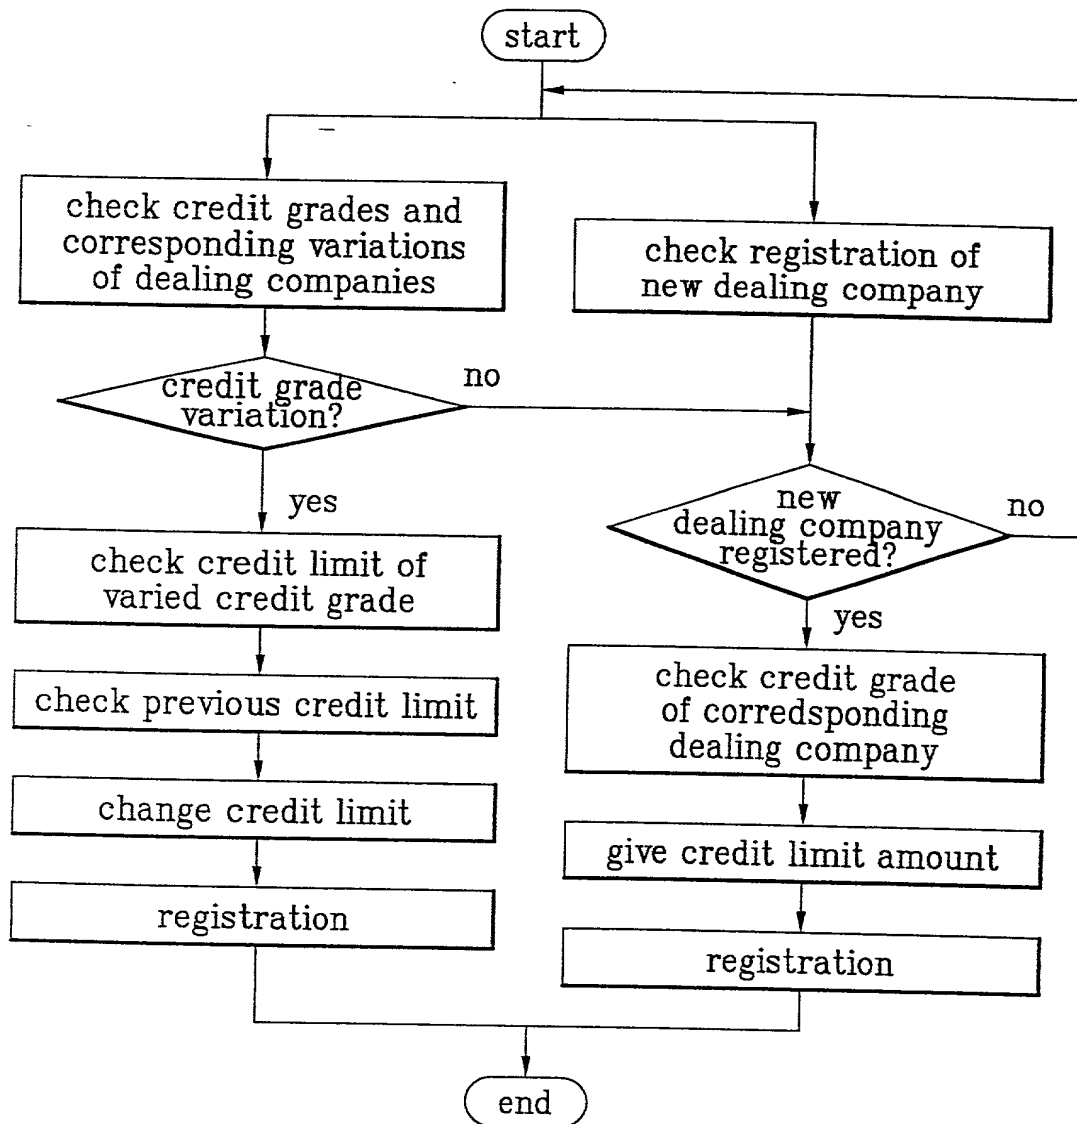 start
check credit grades and
corresponding variations
of dealing companies
check registration of
new dealing company
credit grade
variation?
no
yes
new
dealing company
registered?
no
yes
check credit limit of
varied credit grade
check previous credit limit
change credit limit
registration
check credit grade
of corredsponding
dealing company
give credit limit amount
registration
end